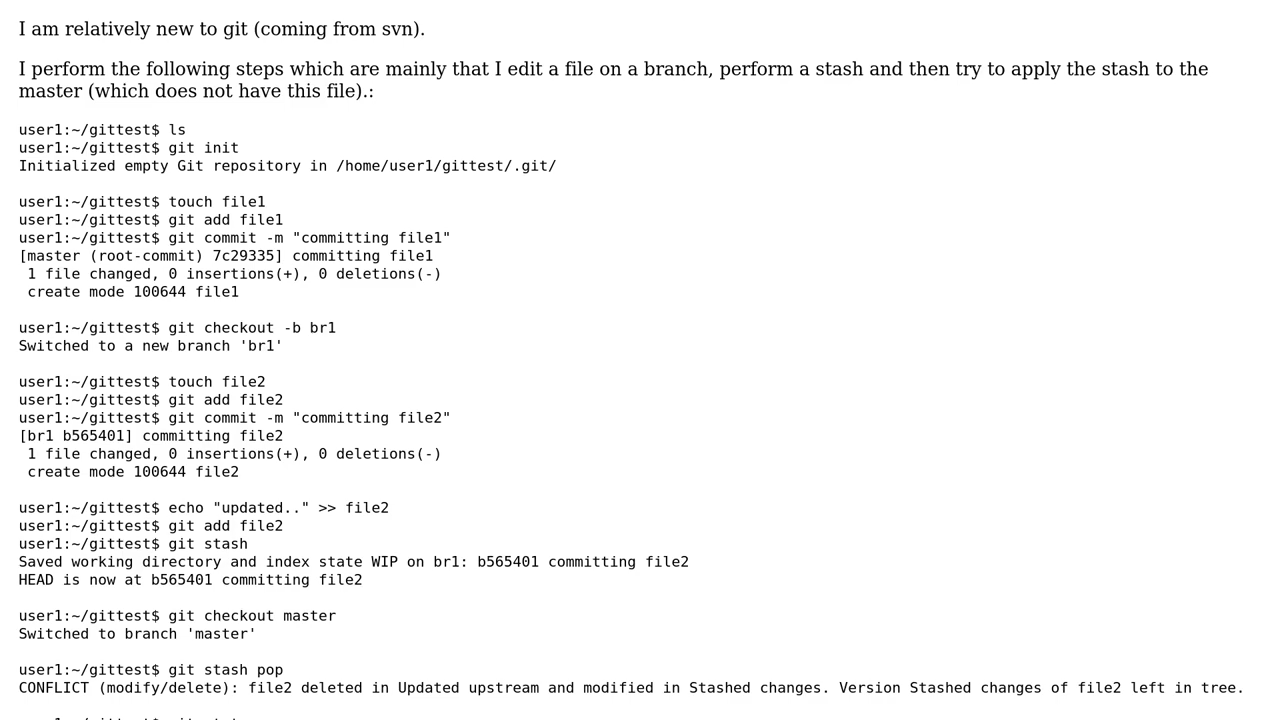 I am relatively new to git (coming from svn).
I perform the following steps which are mainly that I edit a file on a branch, perform a stash and then try to apply the stash to the
master (which does not have this file).:
user1:~/gittest$ ls
user1:~/gittest$ git init
Initialized empty Git repository in /home/user1/gittest/.git/
user1:~/gittest$ touch file1
user1:~/gittest$ git add file1
user1:~/gittest$ git commit -m "committing file1"
[master (root-commit) 7c29335] committing file1
 1 file changed, 0 insertions(+), 0 deletions(-)
 create mode 100644 file1
user1:~/gittest$ git checkout -b br1
Switched to a new branch 'br1'
user1:~/gittest$ touch file2
user1:~/gittest$ git add file2
user1:~/gittest$ git commit -m "committing file2"
[br1 b565401] committing file2
 1 file changed, 0 insertions(+), 0 deletions(-)
 create mode 100644 file2
user1:~/gittest$ echo "updated.." >> file2
user1:~/gittest$ git add file2
user1:~/gittest$ git stash
Saved working directory and index state WIP on br1: b565401 committing file2
HEAD is now at b565401 committing file2
user1:~/gittest$ git checkout master
Switched to branch 'master'
user1:~/gittest$ git stash pop
CONFLICT (modify/delete): file2 deleted in Updated upstream and modified in Stashed changes. Version Stashed changes of file2 left in tree.